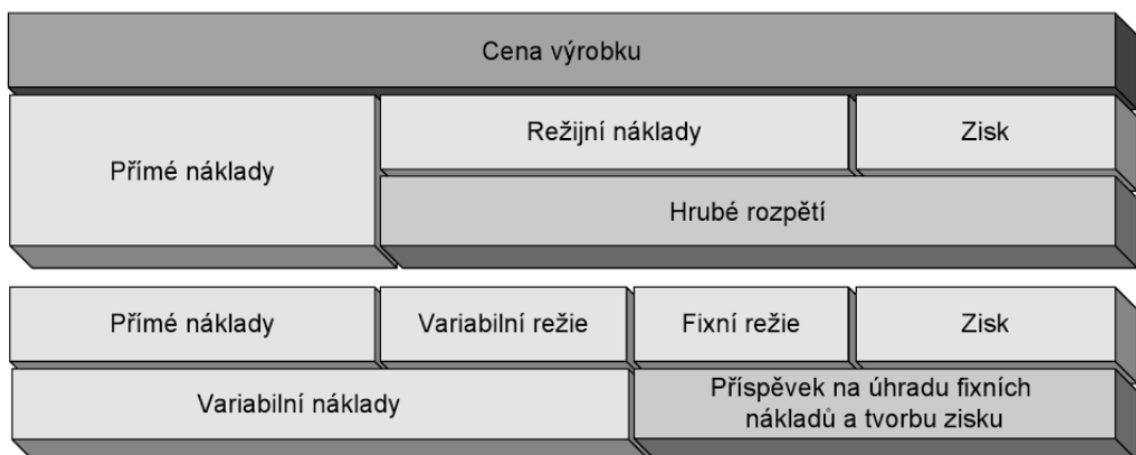 Cena výrobku
Přímé náklady
Režijní náklady
Zisk
Hrubé rozpětí
Přímé náklady
Variabilní režie
Fixní režie
Zisk
Variabilní náklady
Příspěvek na úhradu fixních
nákladů a tvorbu zisku